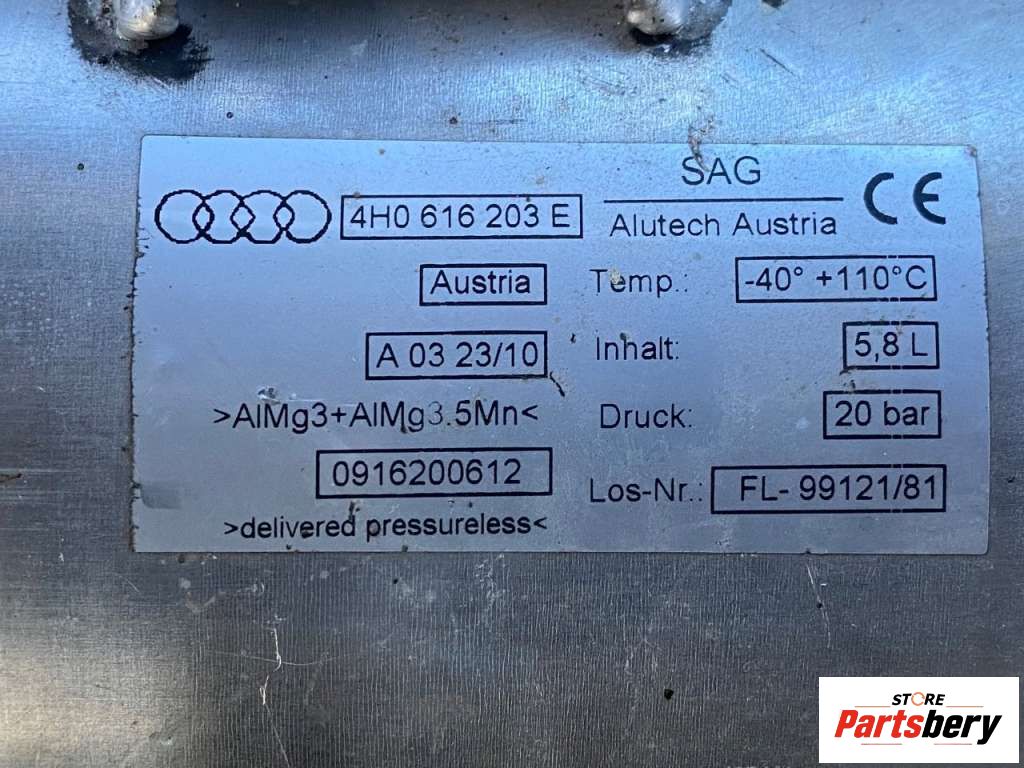 4H0 616 203 E
SAG
Alutech Austria
CE
Austria
Temp.: -40° +110°C
A 03 23/10
Inhalt: 5,8 L
>AlMg3+AlMg3.5Mn<
Druck: 20 bar
0916200612
Los-Nr.: FL- 99121/81
>delivered pressureless<
STORE
Partsbery